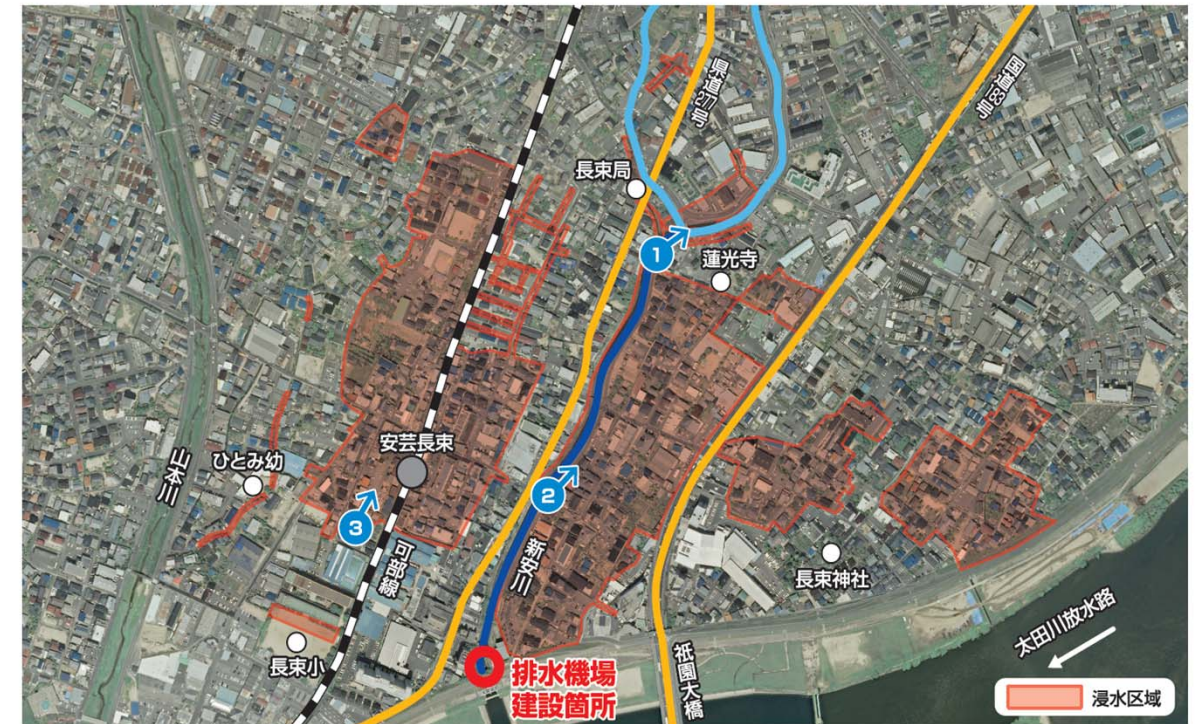 県道277号
国道183号
長束局
1
蓮光寺
安芸長束
ひとみ幼
山本川
2
3
可部線
新安川
長束神社
太田川放水路
長束小
排水機場
建設箇所
祇園大橋
浸水区域